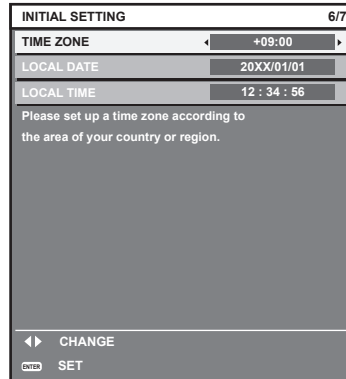 INITIAL SETTING 6/7
TIME ZONE +09:00
LOCAL DATE 20XX/01/01
LOCAL TIME 12 : 34 : 56
Please set up a time zone according to
the area of your country or region.
CHANGE
ENTER SET